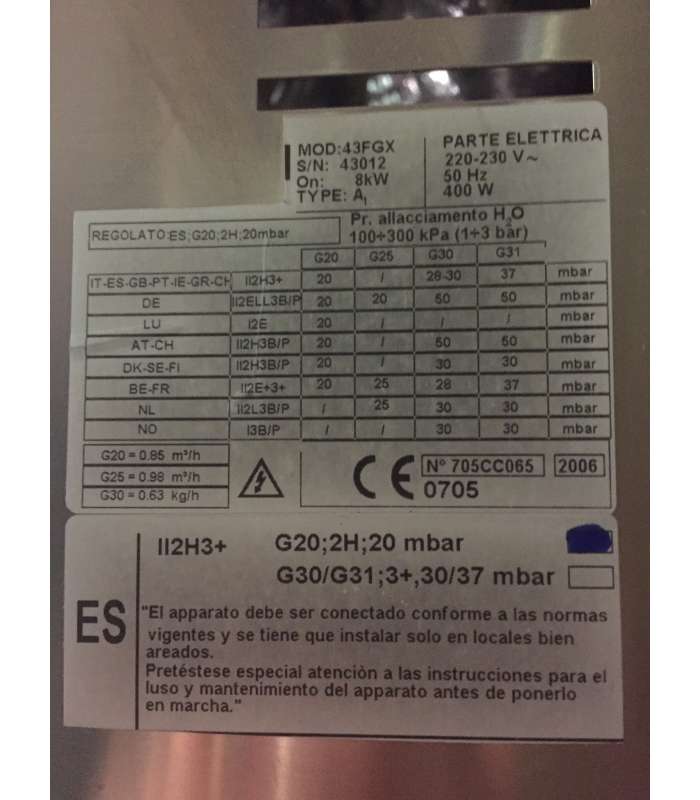 MOD:43FGX
S/N: 43012
On: 8kW
TYPE: A1
PARTE ELETTRICA
220-230 V~
50 Hz
400 W
REGOLATO:ES;G20;2H;20mbar
Pr. allacciamento H2O
100÷300 kPa (1÷3 bar)
G20 G25 G30 G31
IT-ES-GB-PT-IE-GR-CH II2H3+ 20 / 28-30 37 mbar
DE II2ELL3B/P 20 20 50 50 mbar
LU I2E 20 / / / mbar
AT-CH II2H3B/P 20 / 50 50 mbar
DK-SE-FI II2H3B/P 20 / 30 30 mbar
BE-FR II2E+3+ 20 25 28 37 mbar
NL II2L3B/P / 25 30 30 mbar
NO I3B/P / / 30 30 mbar
G20 = 0.85 m³/h
G25 = 0.98 m³/h
G30 = 0.63 kg/h
CE
0705
N° 705CC065
2006
II2H3+ G20;2H;20 mbar
G30/G31;3+,30/37 mbar
ES
"El apparato debe ser conectado conforme a las normas
vigentes y se tiene que instalar solo en locales bien
areados.
Pretéstese especial atenciòn a las instrucciones para el
luso y mantenimiento del apparato antes de ponerlo
en marcha."